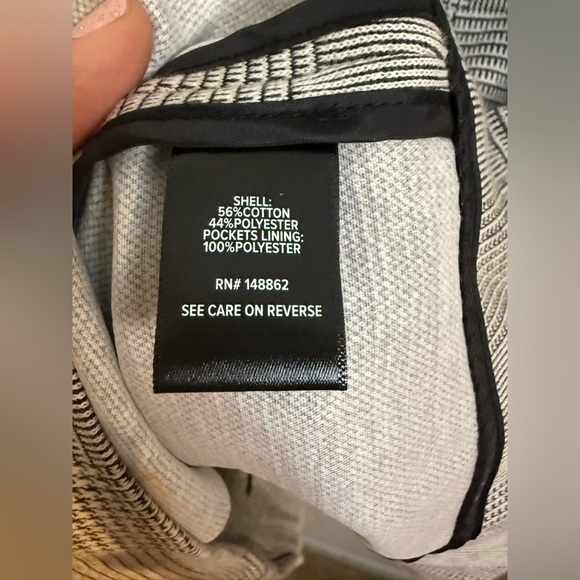 SHELL:
56%COTTON
44%POLYESTER
POCKETS LINING:
100%POLYESTER
RN# 148862
SEE CARE ON REVERSE